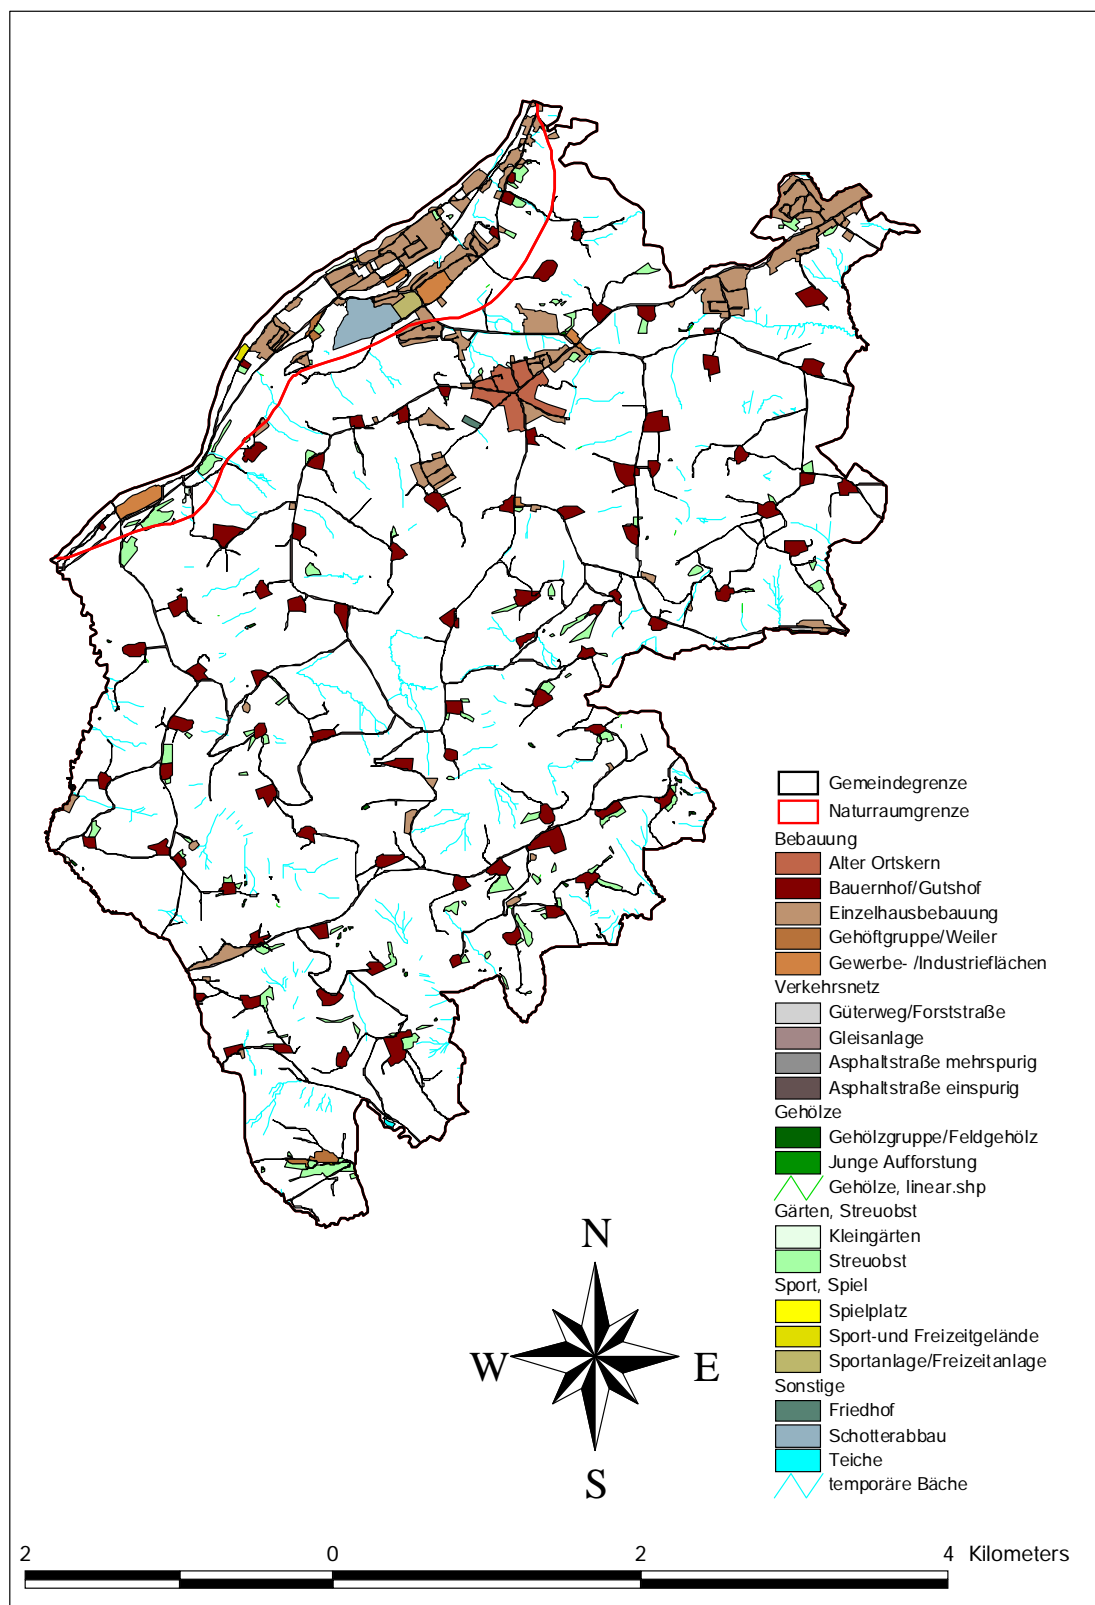 Gemeindegrenze
Naturraumgrenze
Bebauung
Alter Ortskern
Bauernhof/Gutshof
Einzelhausbebauung
Gehöftgruppe/Weiler
Gewerbe- /Industrieflächen
Verkehrsnetz
Güterweg/Forststraße
Gleisanlage
Asphaltstraße mehrspurig
Asphaltstraße einspurig
Gehölze
Gehölzgruppe/Feldgehölz
Junge Aufforstung
Gehölze, linear.shp
Gärten, Streuobst
Kleingärten
Streuobst
Sport, Spiel
Spielplatz
Sport-und Freizeitgelände
Sportanlage/Freizeitanlage
Sonstige
Friedhof
Schotterabbau
Teiche
temporäre Bäche
N
W E
S
2 0 2 4 Kilometers